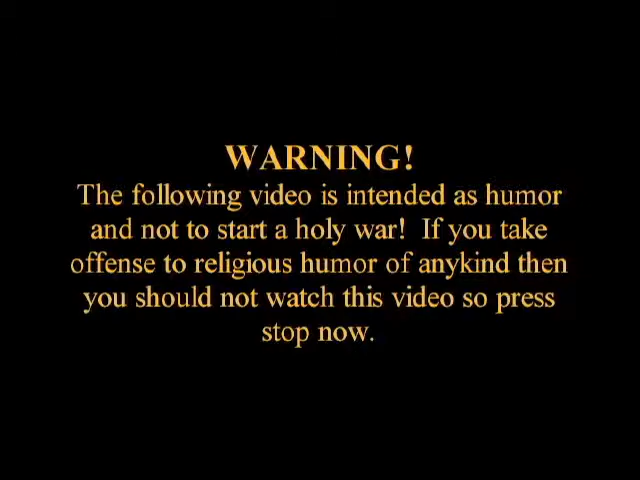 WARNING!
The following video is intended as humor
and not to start a holy war!  If you take
offense to religious humor of anykind then
you should not watch this video so press
stop now.